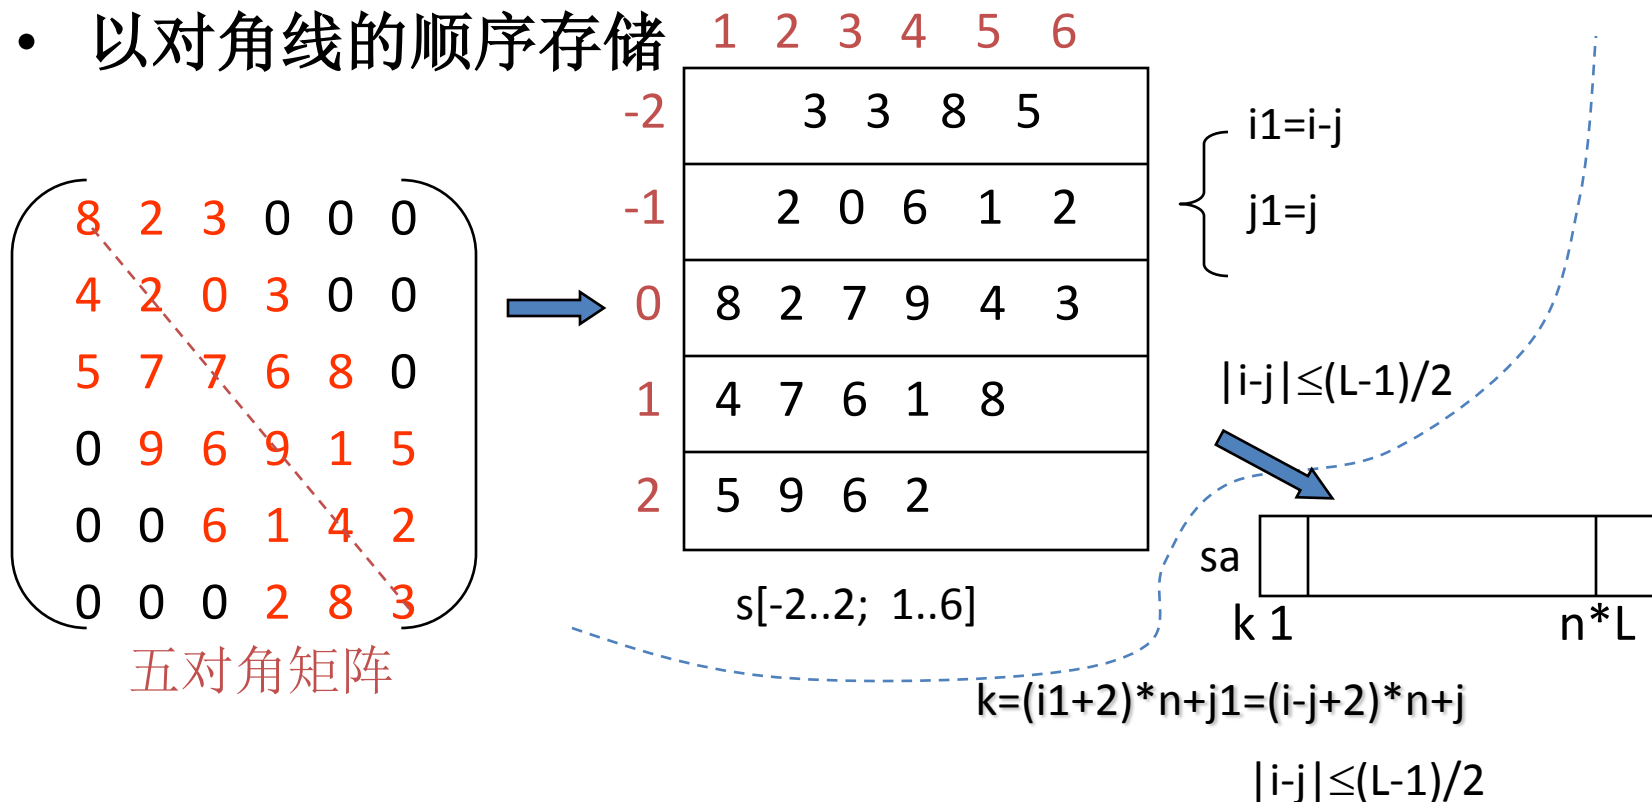 • 以对角线的顺序存储
1 2 3 4 5 6
-2 3 3 8 5
-1 2 0 6 1 2
0 8 2 7 9 4 3
1 4 7 6 1 8
2 5 9 6 2
s[-2..2; 1..6]
8 2 3 0 0 0
4 2 0 3 0 0
5 7 7 6 8 0
0 9 6 9 1 5
0 0 6 1 4 2
0 0 0 2 8 3
五对角矩阵
i1=i-j
j1=j
|i-j|≤(L-1)/2
sa
k 1 n*L
k=(i1+2)*n+j1=(i-j+2)*n+j
|i-j|≤(L-1)/2